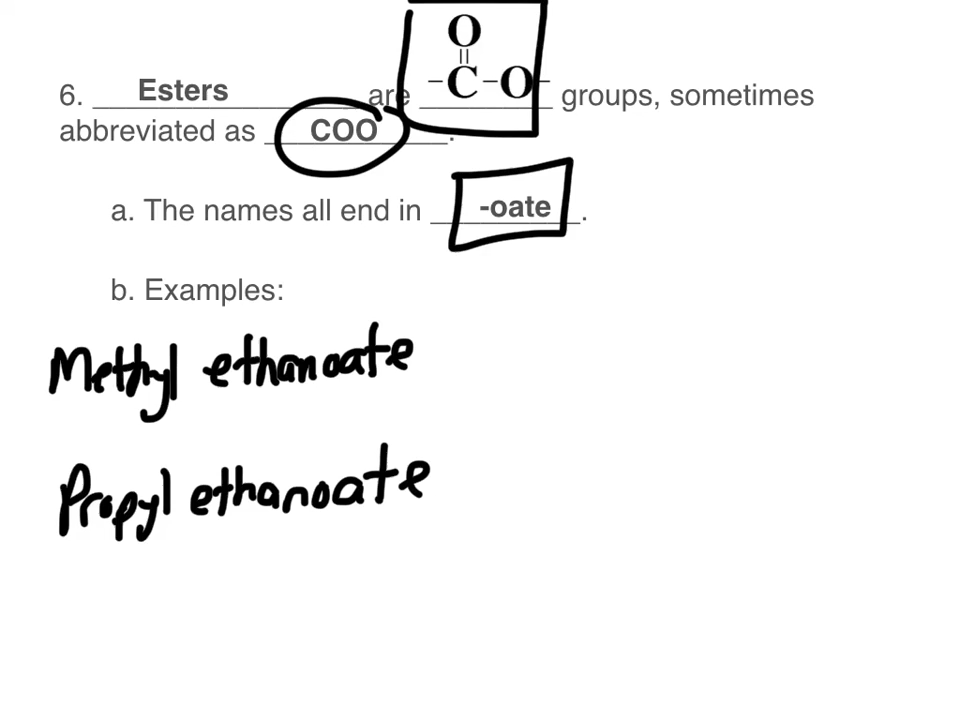 6. Esters are -C-O- groups, sometimes
O
||
abbreviated as COO.
a. The names all end in -oate.
b. Examples:
Methyl ethanoate
Propyl ethanoate